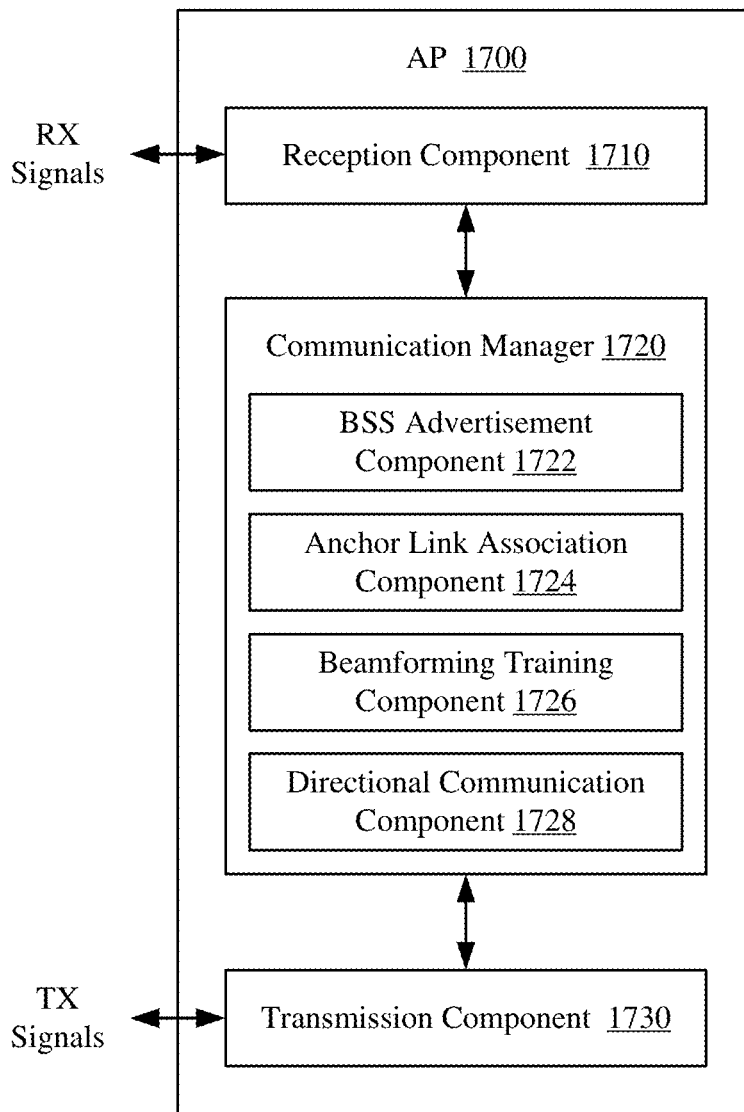 AP 1700
RX
Signals
Reception Component 1710
Communication Manager 1720
BSS Advertisement
Component 1722
Anchor Link Association
Component 1724
Beamforming Training
Component 1726
Directional Communication
Component 1728
TX
Signals
Transmission Component 1730